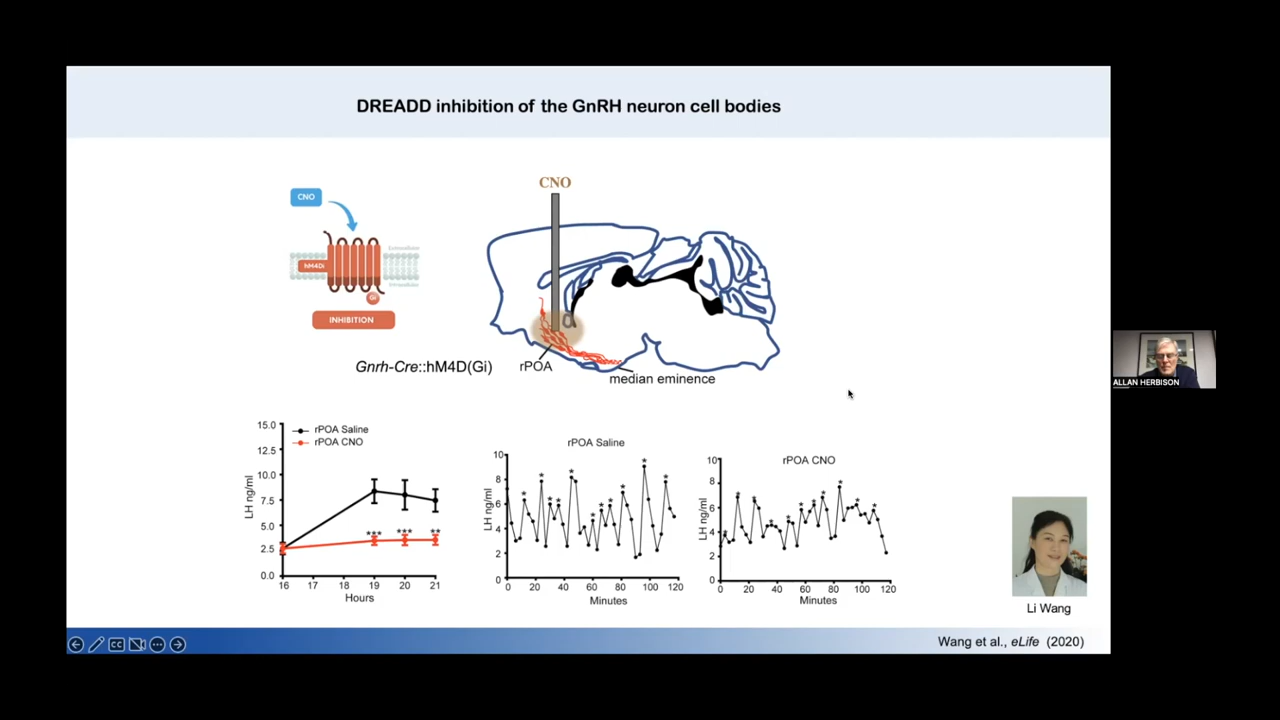 DREADD inhibition of the GnRH neuron cell bodies
CNO
hM4Di
Gi
INHIBITION
Gnrh-Cre::hM4D(Gi)
CNO
rPOA
median eminence
ALLAN HERBISON
15.0
12.5
10.0
7.5
5.0
2.5
0.0
LH ng/ml
rPOA Saline
rPOA CNO
***
***
**
16 17 18 19 20 21
Hours
rPOA Saline
10
8
6
4
2
0
LH ng/ml
0 20 40 60 80 100 120
Minutes
rPOA CNO
10
8
6
4
2
0
LH ng/ml
0 20 40 60 80 100 120
Minutes
Li Wang
CC
Wang et al., eLife (2020)